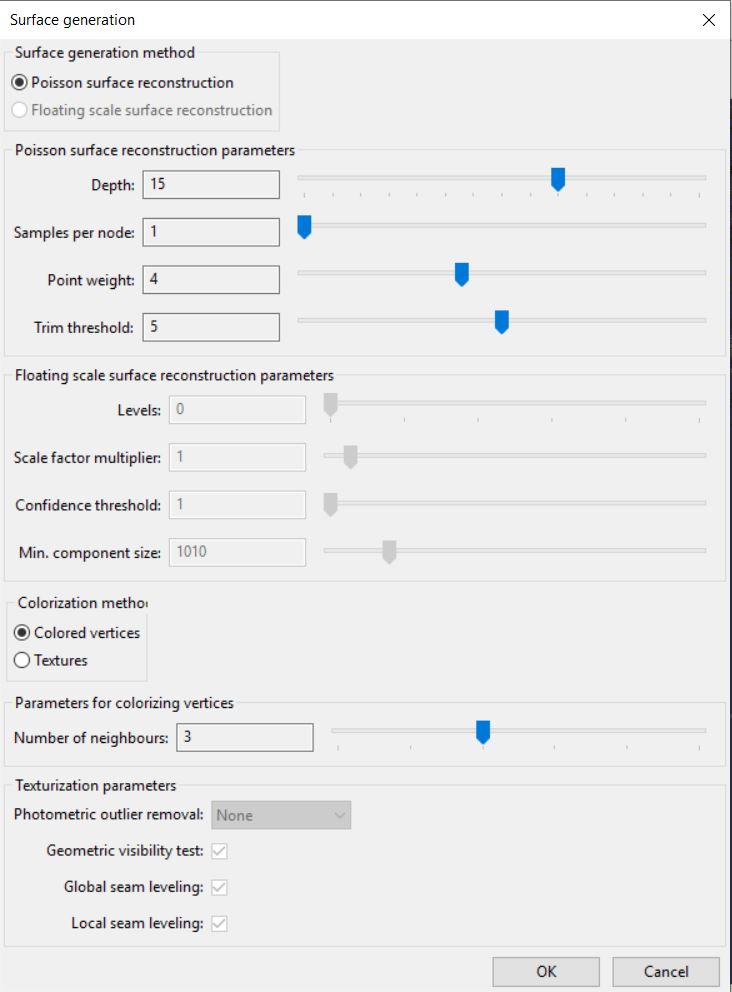 Surface generation
Surface generation method
Poisson surface reconstruction
Floating scale surface reconstruction
Poisson surface reconstruction parameters
Depth: 15
Samples per node: 1
Point weight: 4
Trim threshold: 5
Floating scale surface reconstruction parameters
Levels: 0
Scale factor multiplier: 1
Confidence threshold: 1
Min. component size: 1010
Colorization metho
Colored vertices
Textures
Parameters for colorizing vertices
Number of neighbours: 3
Texturization parameters
Photometric outlier removal: None
Geometric visibility test:
Global seam leveling:
Local seam leveling:
OK Cancel